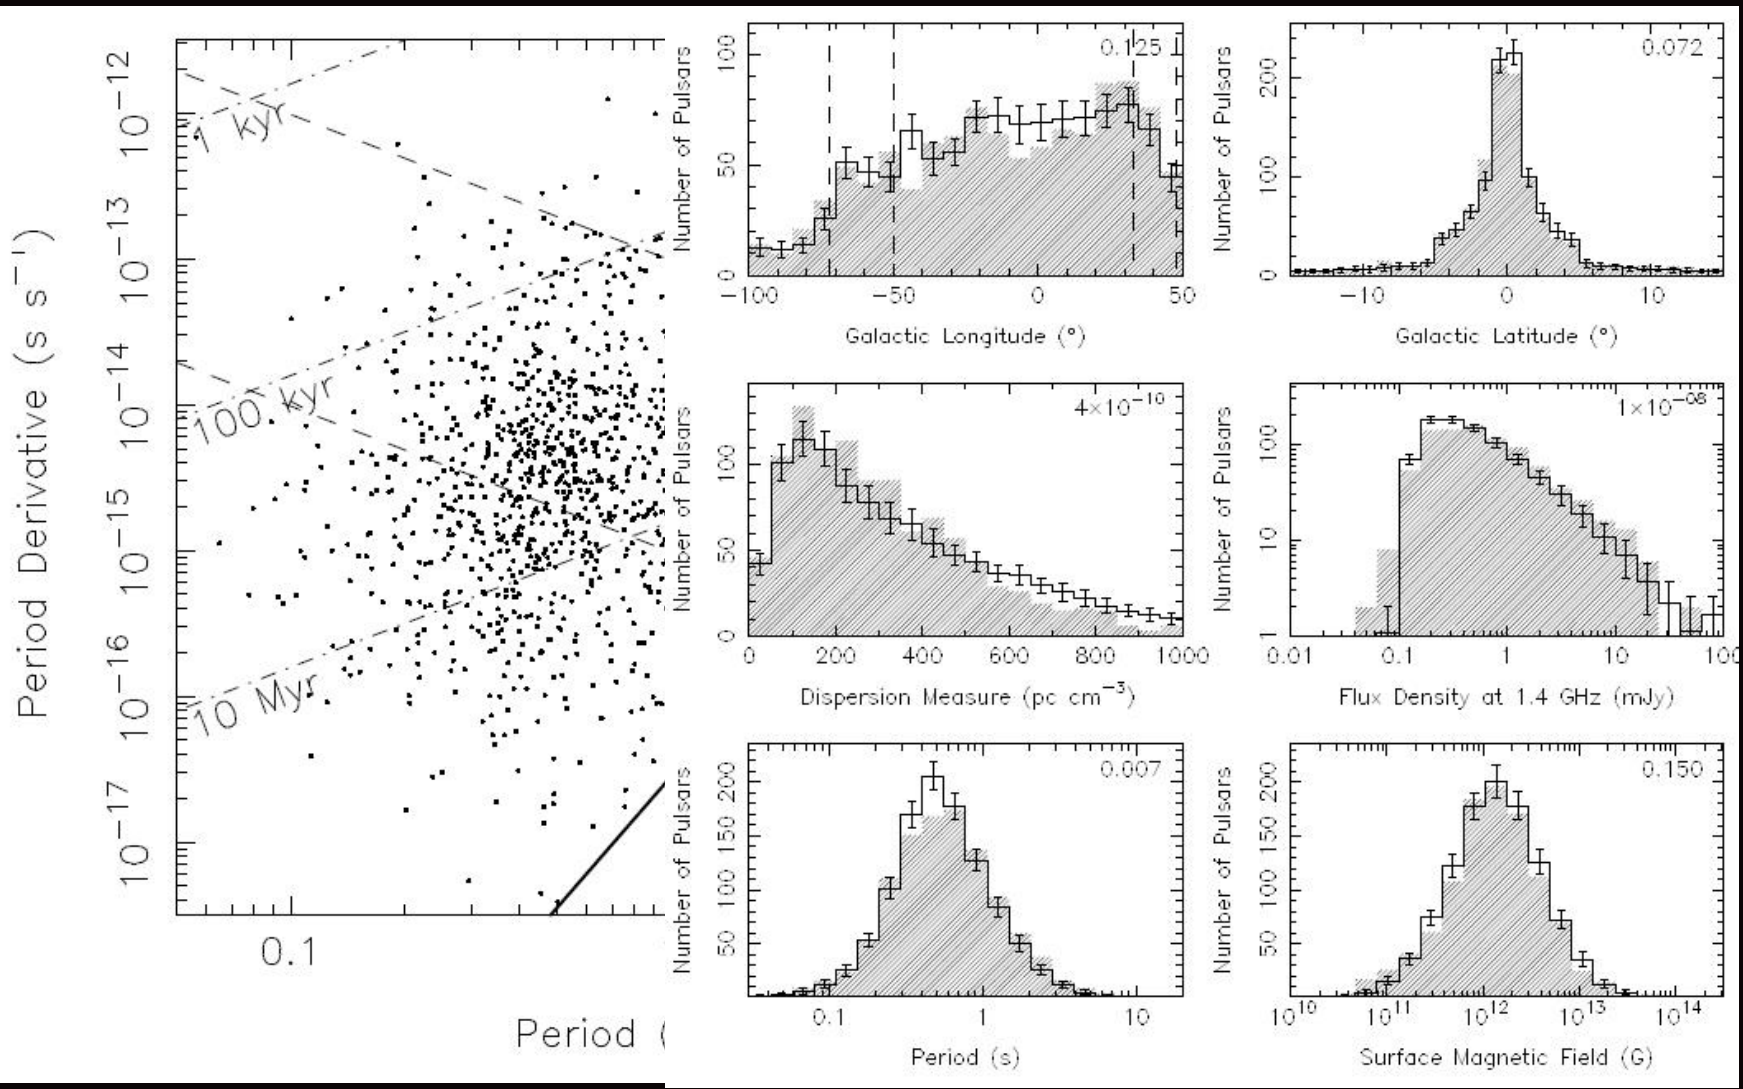 Period Derivative (s s⁻¹)
10⁻¹²
10⁻¹³
10⁻¹⁴
10⁻¹⁵
10⁻¹⁶
10⁻¹⁷
1 kyr
100 kyr
10 Myr
0.1
Period (
Number of Pulsars
0 50 100
0.125
−100 −50 0 50
Galactic Longitude (°)
Number of Pulsars
0 100 200
0.072
−10 0 10
Galactic Latitude (°)
Number of Pulsars
0 50 100
4×10⁻¹⁰
0 200 400 600 800 1000
Dispersion Measure (pc cm⁻³)
Number of Pulsars
1 10 100
1×10⁻⁰⁸
0.01 0.1 1 10 100
Flux Density at 1.4 GHz (mJy)
Number of Pulsars
50 100 150 200
0.007
0.1 1 10
Period (s)
Number of Pulsars
50 100 150 200
0.150
10¹⁰ 10¹¹ 10¹² 10¹³ 10¹⁴
Surface Magnetic Field (G)